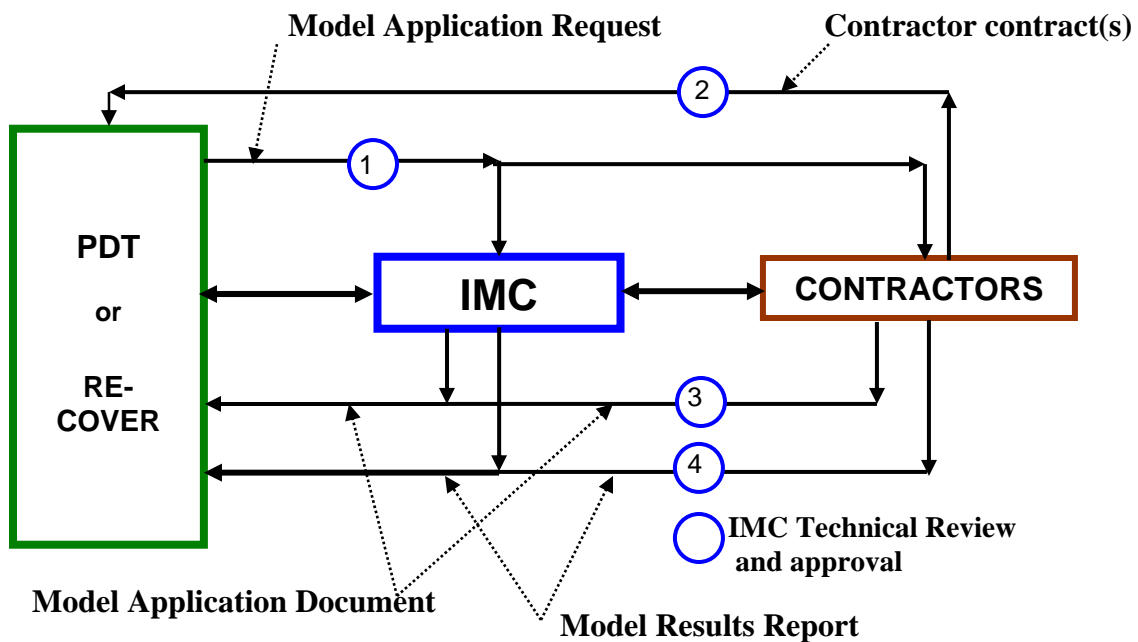 Model Application Request
Contractor contract(s)
2
1
PDT
or
RE-
COVER
IMC
CONTRACTORS
3
4
IMC Technical Review
and approval
Model Application Document
Model Results Report